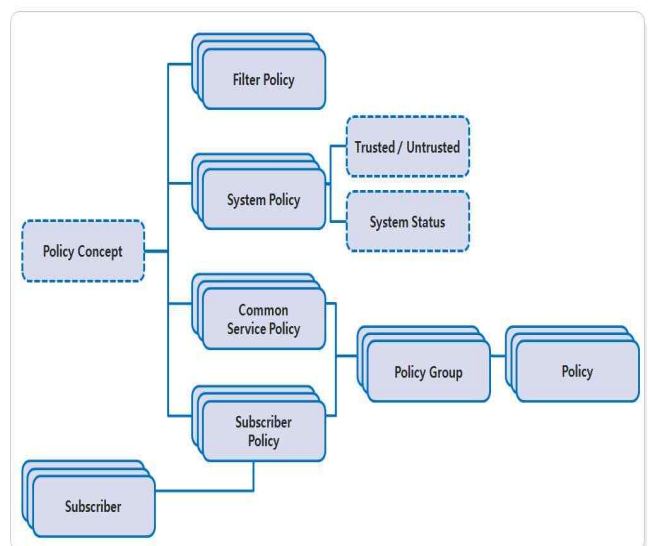 Filter Policy
Trusted / Untrusted
System Policy
System Status
Policy Concept
Common
Service Policy
Policy Group
Policy
Subscriber
Policy
Subscriber